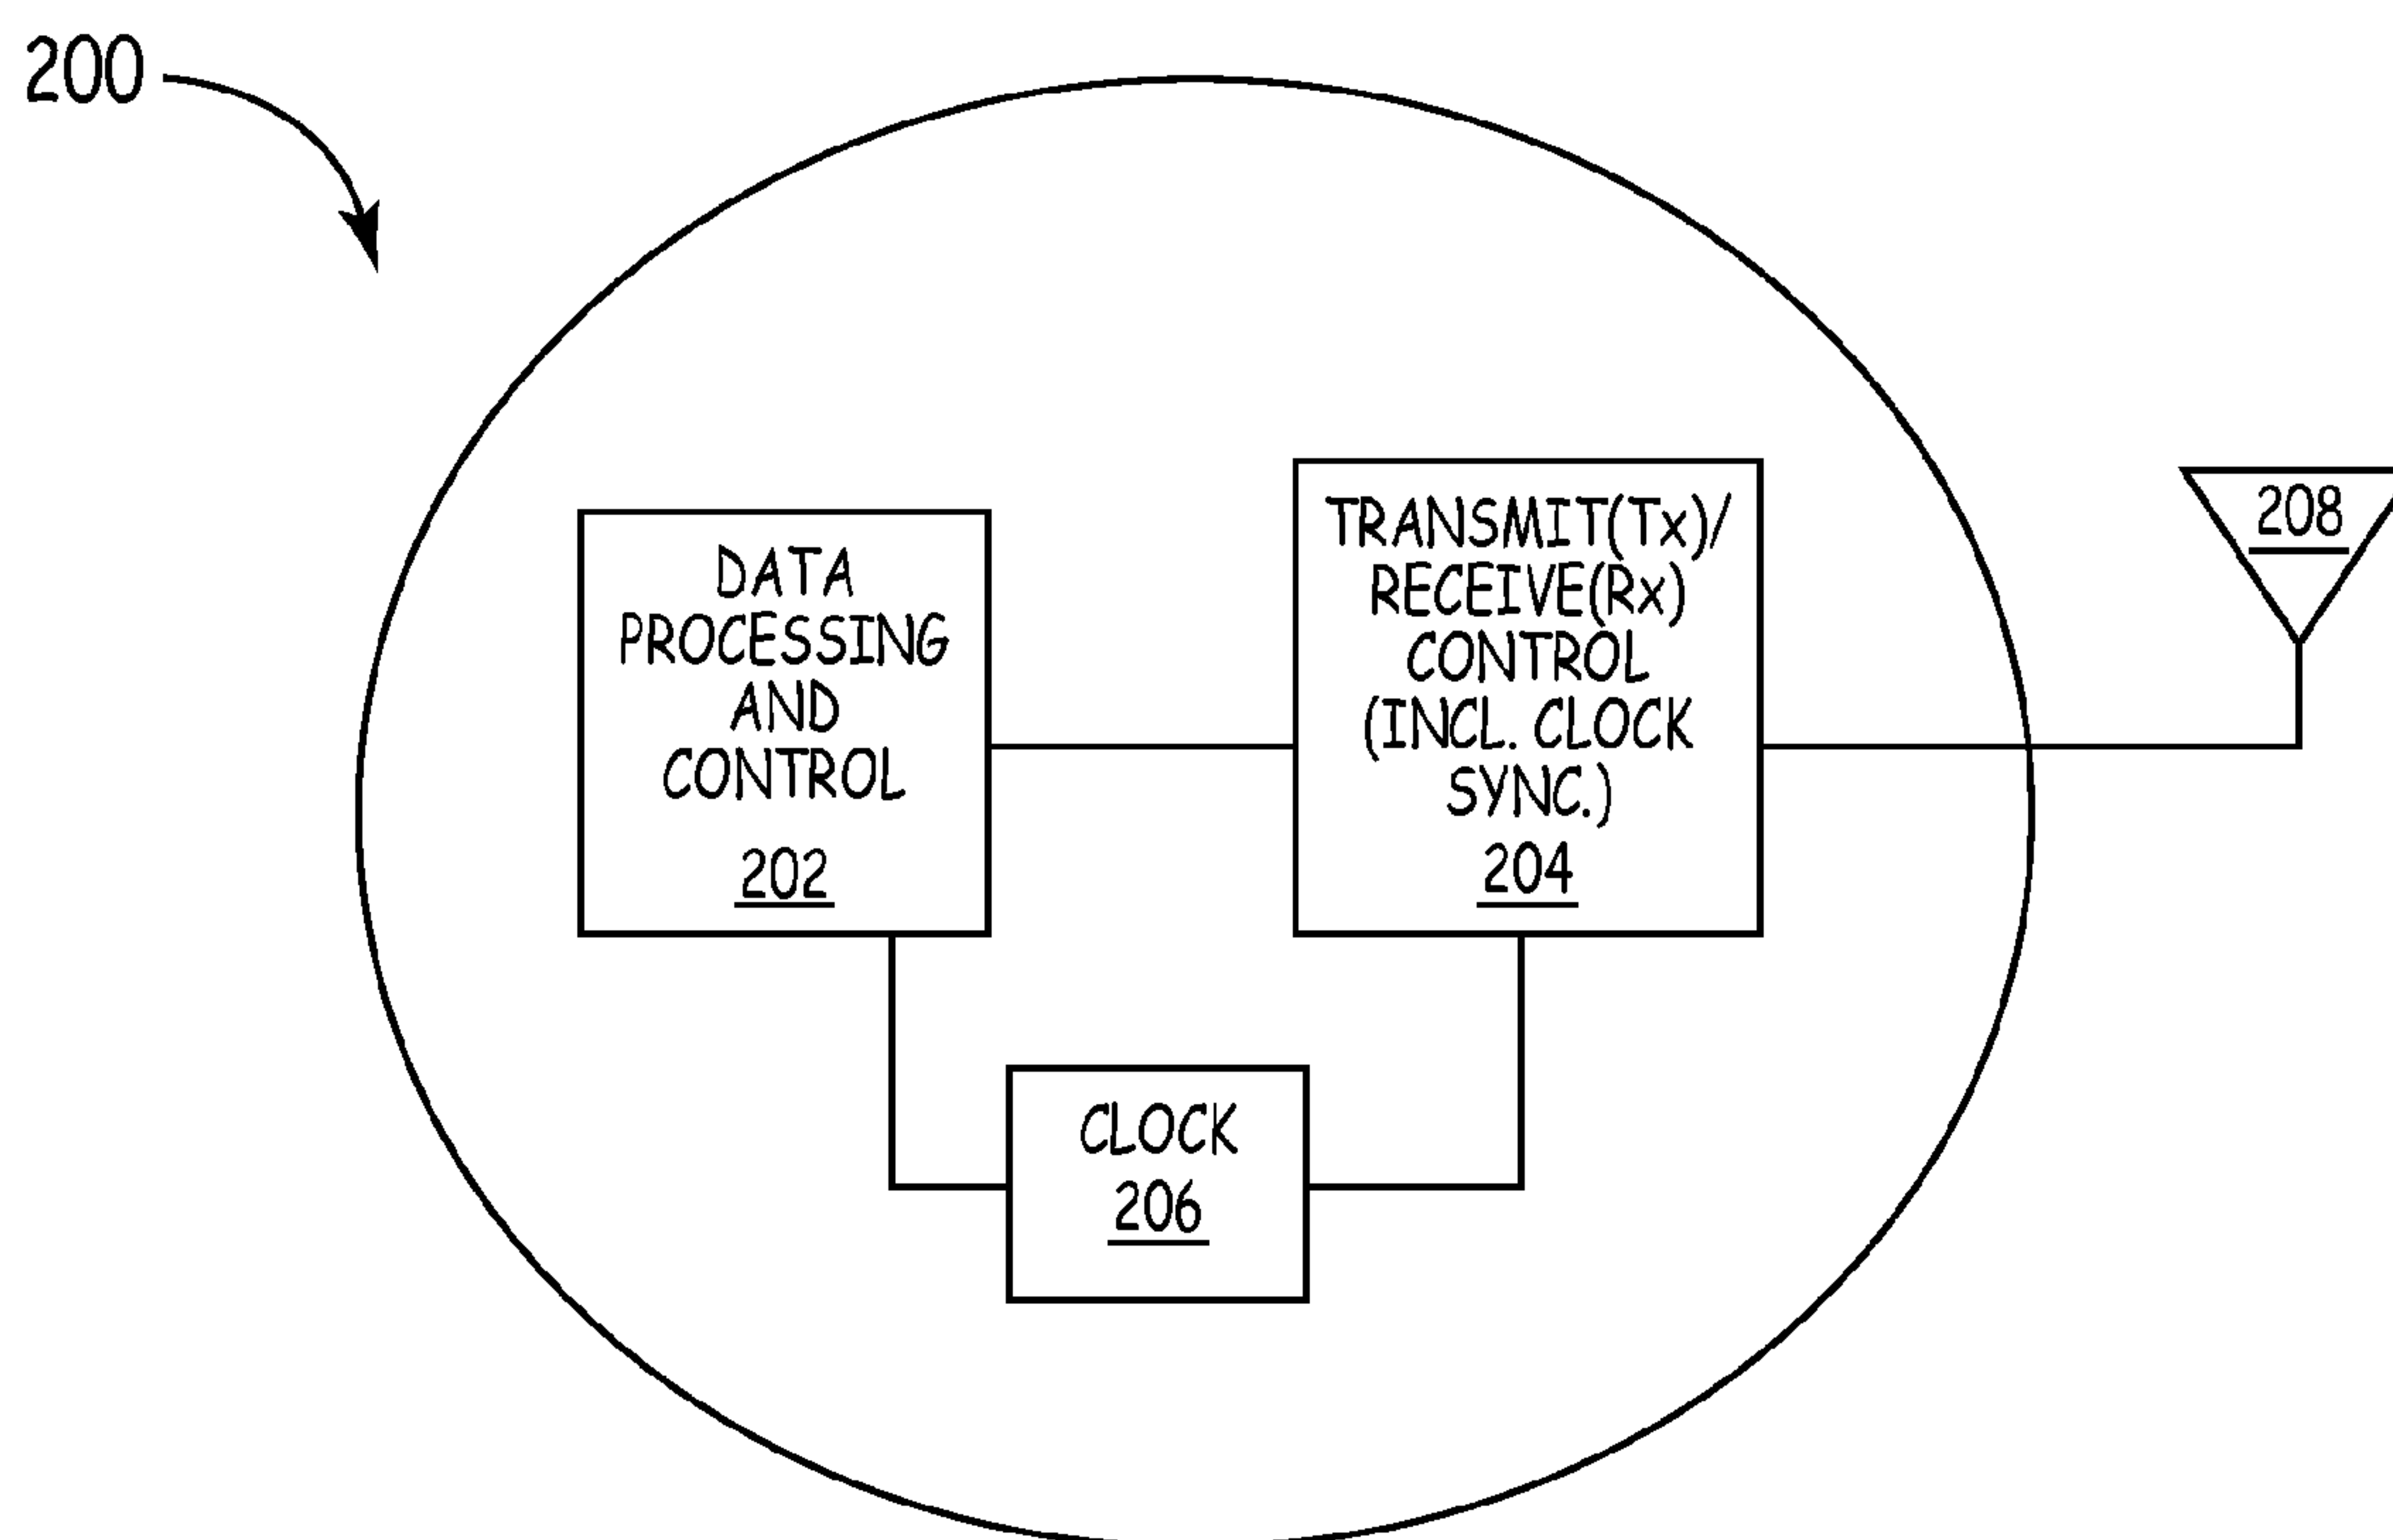 200
DATA
PROCESSING
AND
CONTROL
202
TRANSMIT(Tx)/
RECEIVE(Rx)
CONTROL
(INCL. CLOCK
SYNC.)
204
208
CLOCK
206